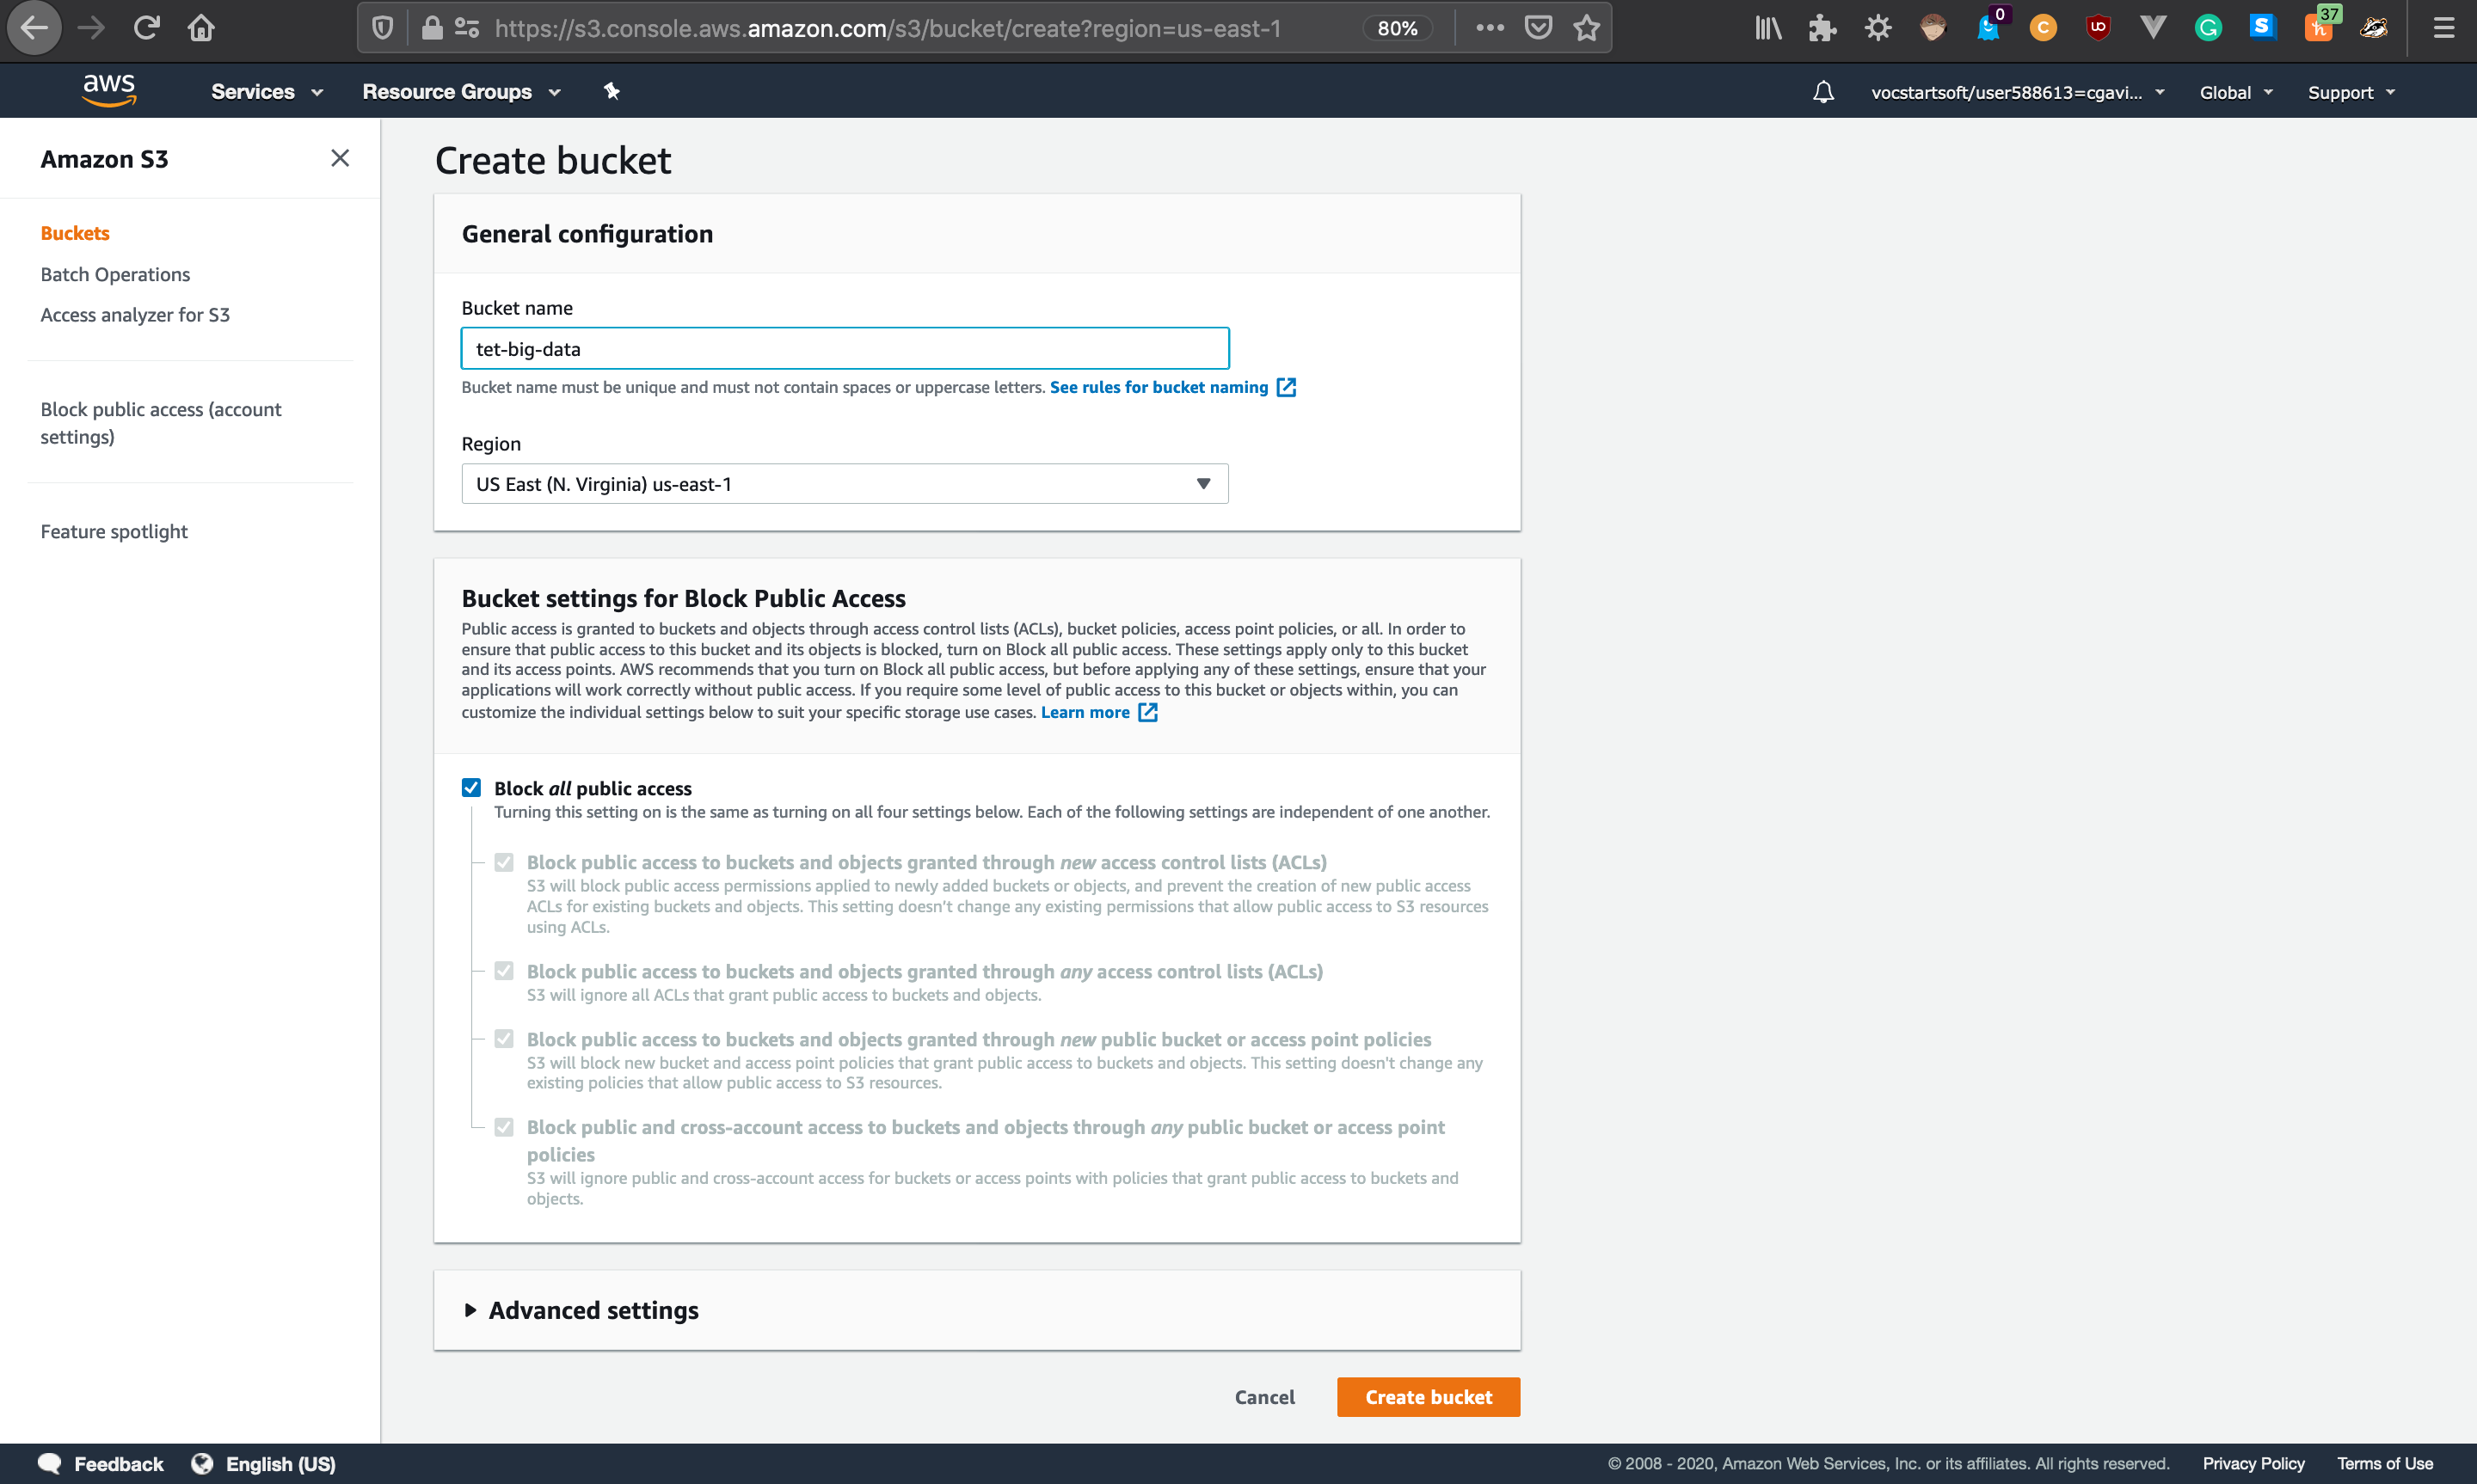 https://s3.console.aws.amazon.com/s3/bucket/create?region=us-east-1
80%
0
37
aws
Services
Resource Groups
vocstartsoft/user588613=cgavi...
Global
Support
Amazon S3
Buckets
Batch Operations
Access analyzer for S3
Block public access (account
settings)
Feature spotlight
Create bucket
General configuration
Bucket name
tet-big-data
Bucket name must be unique and must not contain spaces or uppercase letters. See rules for bucket naming
Region
US East (N. Virginia) us-east-1
Bucket settings for Block Public Access
Public access is granted to buckets and objects through access control lists (ACLs), bucket policies, access point policies, or all. In order to
ensure that public access to this bucket and its objects is blocked, turn on Block all public access. These settings apply only to this bucket
and its access points. AWS recommends that you turn on Block all public access, but before applying any of these settings, ensure that your
applications will work correctly without public access. If you require some level of public access to this bucket or objects within, you can
customize the individual settings below to suit your specific storage use cases. Learn more
Block all public access
Turning this setting on is the same as turning on all four settings below. Each of the following settings are independent of one another.
Block public access to buckets and objects granted through new access control lists (ACLs)
S3 will block public access permissions applied to newly added buckets or objects, and prevent the creation of new public access
ACLs for existing buckets and objects. This setting doesn't change any existing permissions that allow public access to S3 resources
using ACLs.
Block public access to buckets and objects granted through any access control lists (ACLs)
S3 will ignore all ACLs that grant public access to buckets and objects.
Block public access to buckets and objects granted through new public bucket or access point policies
S3 will block new bucket and access point policies that grant public access to buckets and objects. This setting doesn't change any
existing policies that allow public access to S3 resources.
Block public and cross-account access to buckets and objects through any public bucket or access point
policies
S3 will ignore public and cross-account access for buckets or access points with policies that grant public access to buckets and
objects.
Advanced settings
Cancel
Create bucket
Feedback
English (US)
© 2008 - 2020, Amazon Web Services, Inc. or its affiliates. All rights reserved.
Privacy Policy
Terms of Use